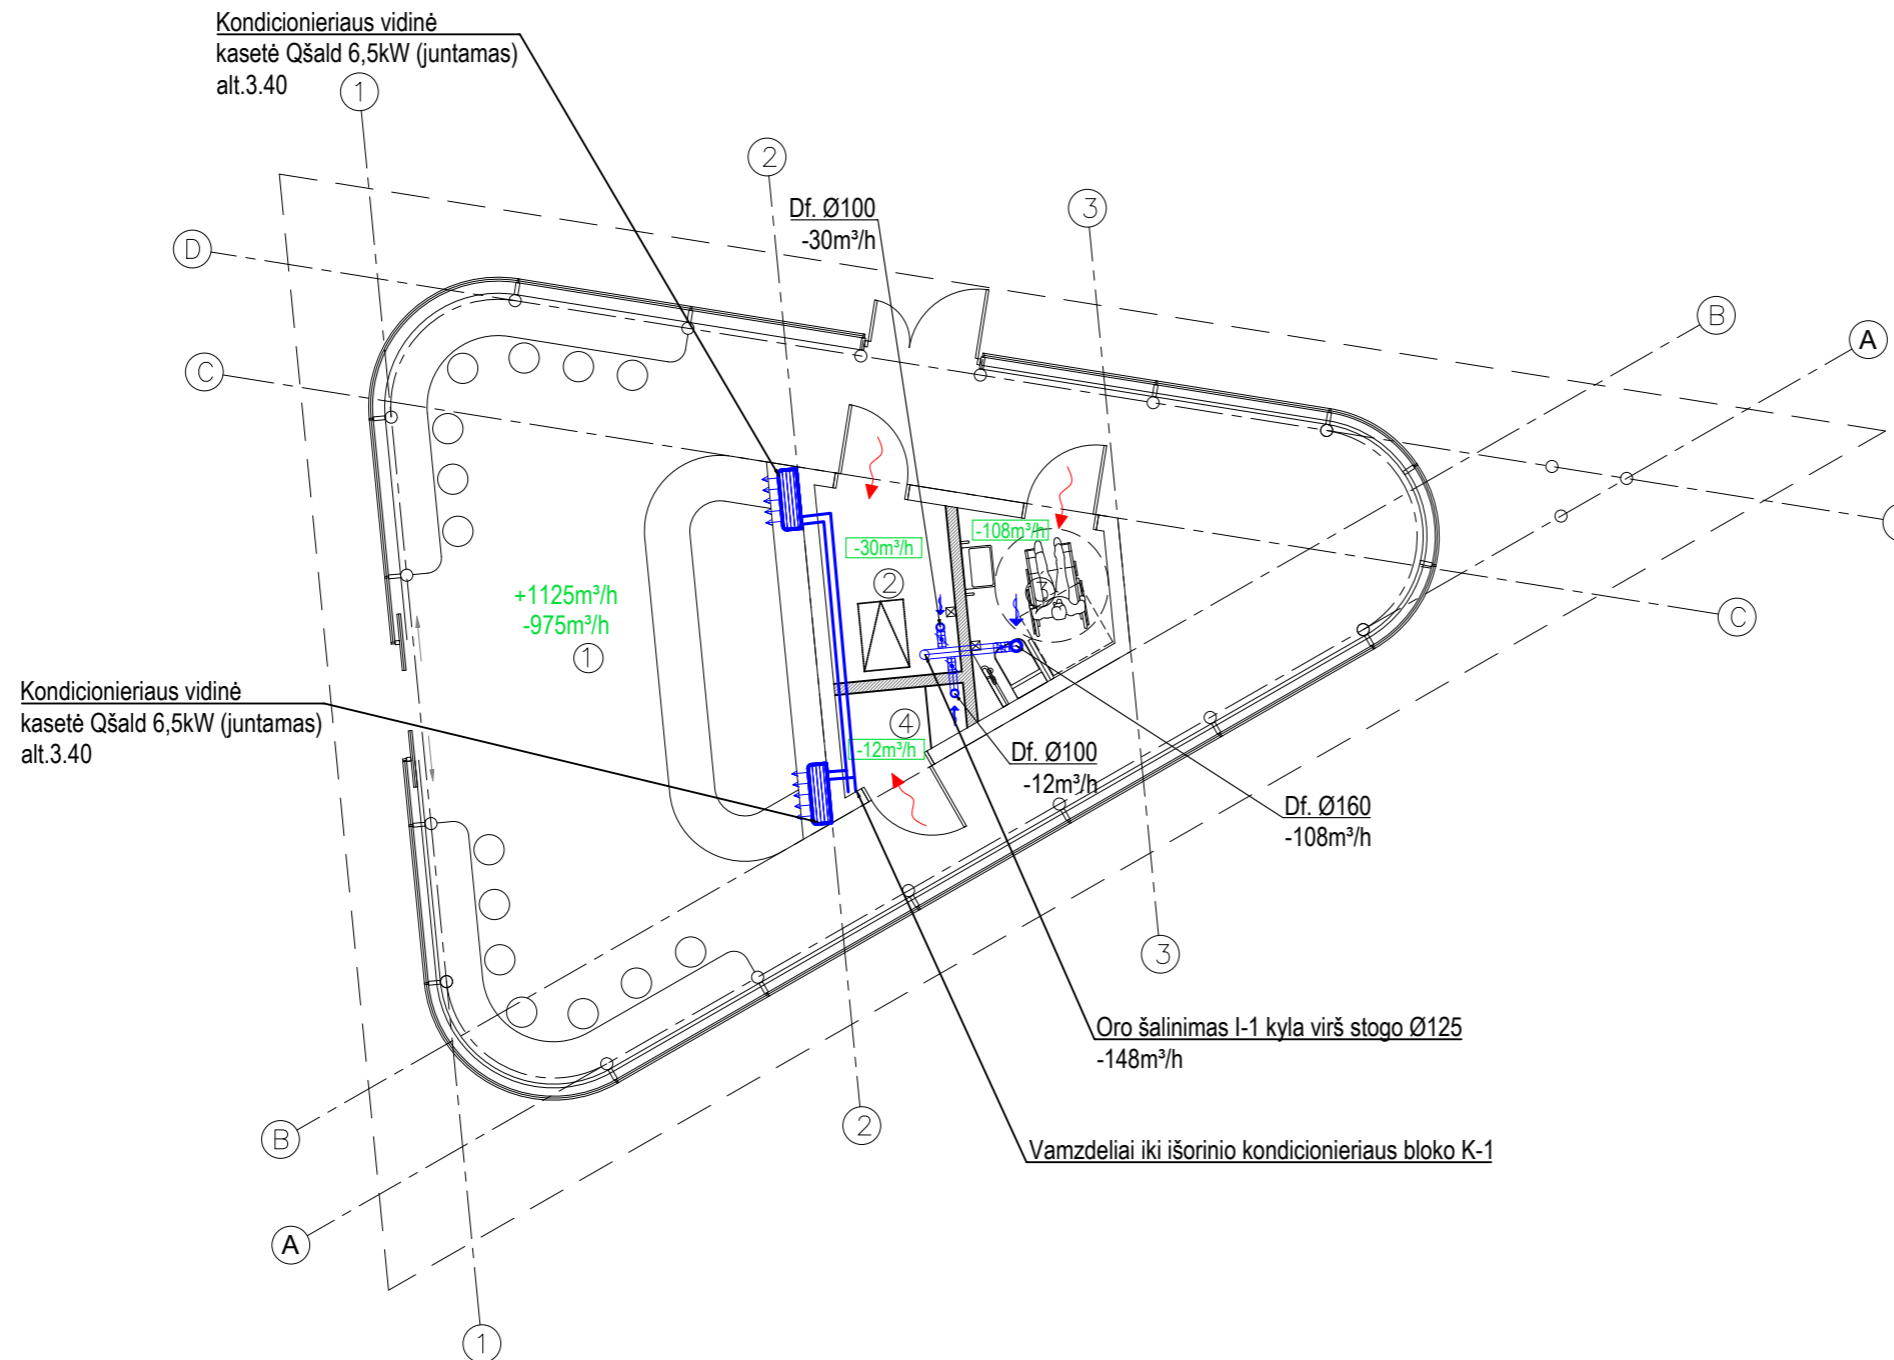 Kondicionieriaus vidinė
kasetė Qšald 6,5kW (juntamas)
alt.3.40
1
2
3
Df. Ø100
-30m³/h
D
C
B
A
-108m³/h
-30m³/h
2
3
+1125m³/h
-975m³/h
1
C
Kondicionieriaus vidinė
kasetė Qšald 6,5kW (juntamas)
alt.3.40
4
-12m³/h
Df. Ø100
-12m³/h
Df. Ø160
-108m³/h
3
Oro šalinimas I-1 kyla virš stogo Ø125
-148m³/h
2
B
Vamzdeliai iki išorinio kondicionieriaus bloko K-1
A
1